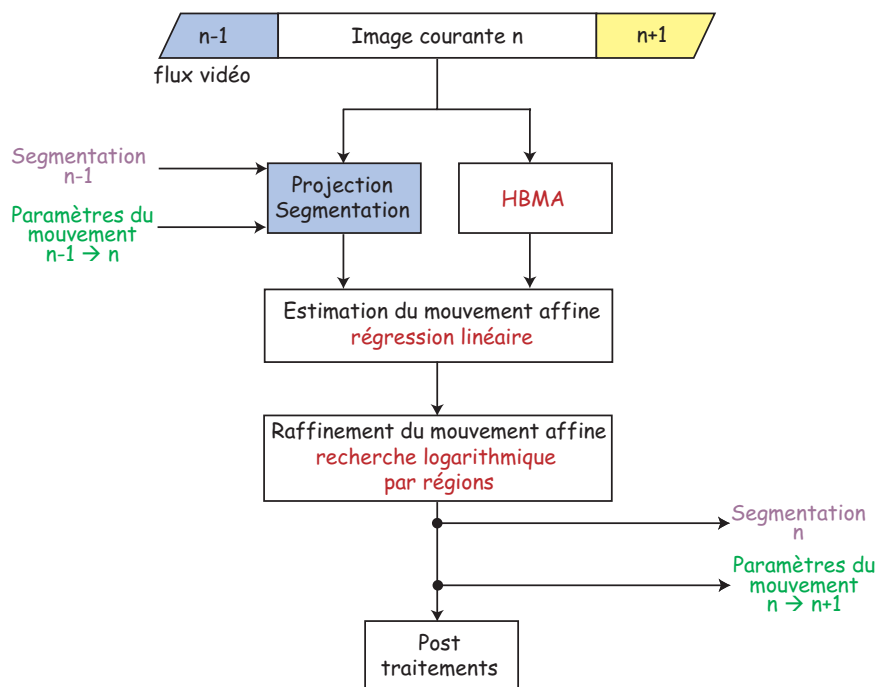 n-1
Image courante n
n+1
flux vidéo
Segmentation
n-1
Paramètres du
mouvement
n-1 → n
Projection
Segmentation
HBMA
Estimation du mouvement affine
régression linéaire
Raffinement du mouvement affine
recherche logarithmique
par régions
Segmentation
n
Paramètres du
mouvement
n → n+1
Post
traitements